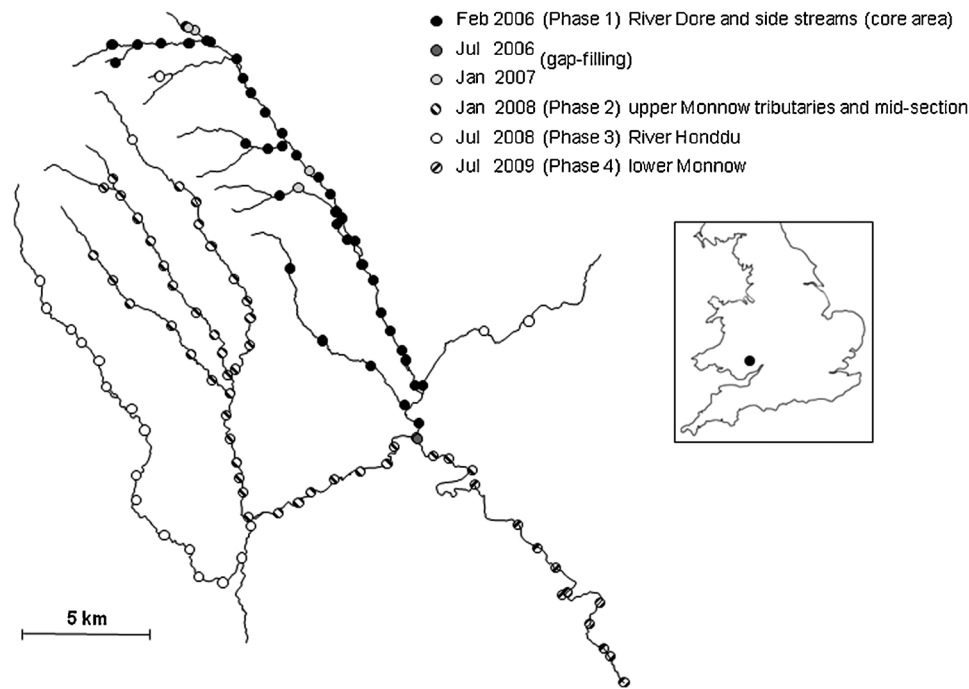 Feb 2006 (Phase 1) River Dore and side streams (core area)
Jul 2006
(gap-filling)
Jan 2007
Jan 2008 (Phase 2) upper Monnow tributaries and mid-section
Jul 2008 (Phase 3) River Honddu
Jul 2009 (Phase 4) lower Monnow
5 km